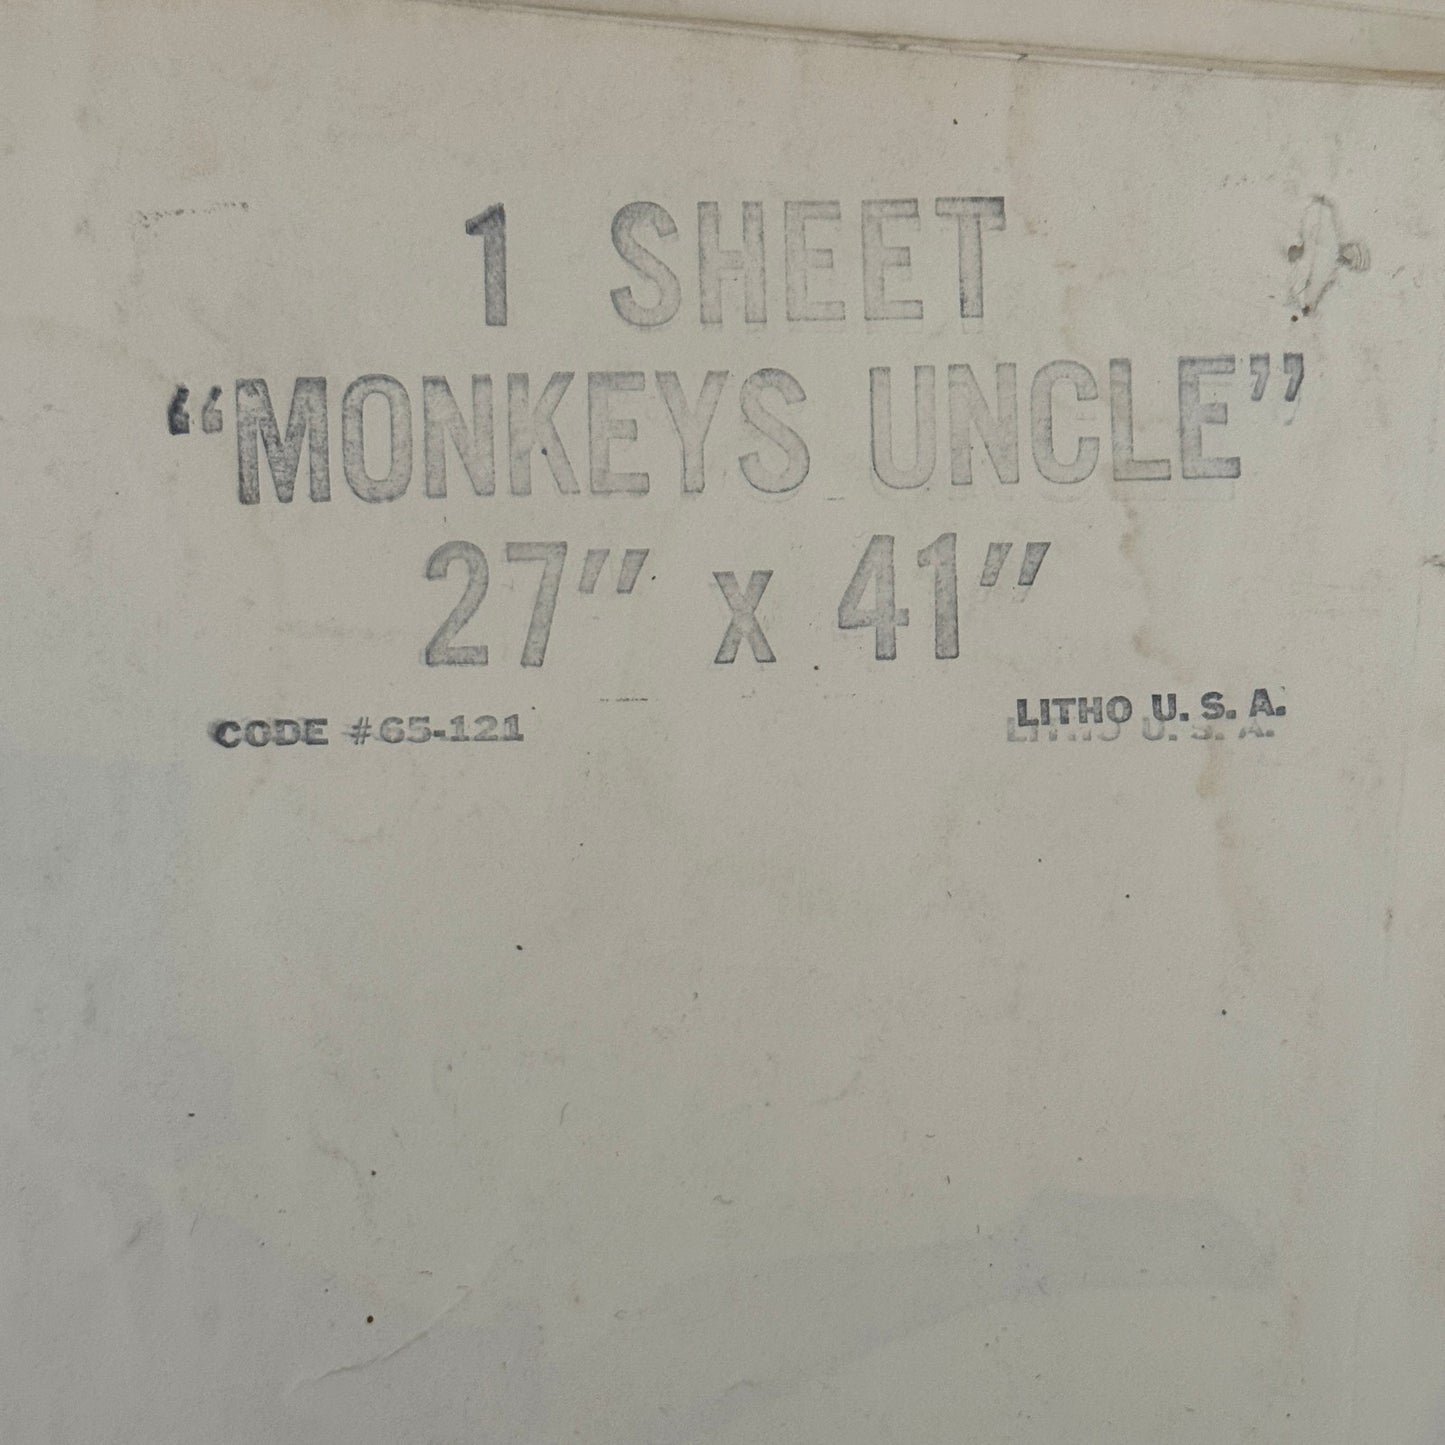 1 SHEET
“MONKEYS UNCLE”
27" x 41"
CODE #65-121 LITHO U. S. A.